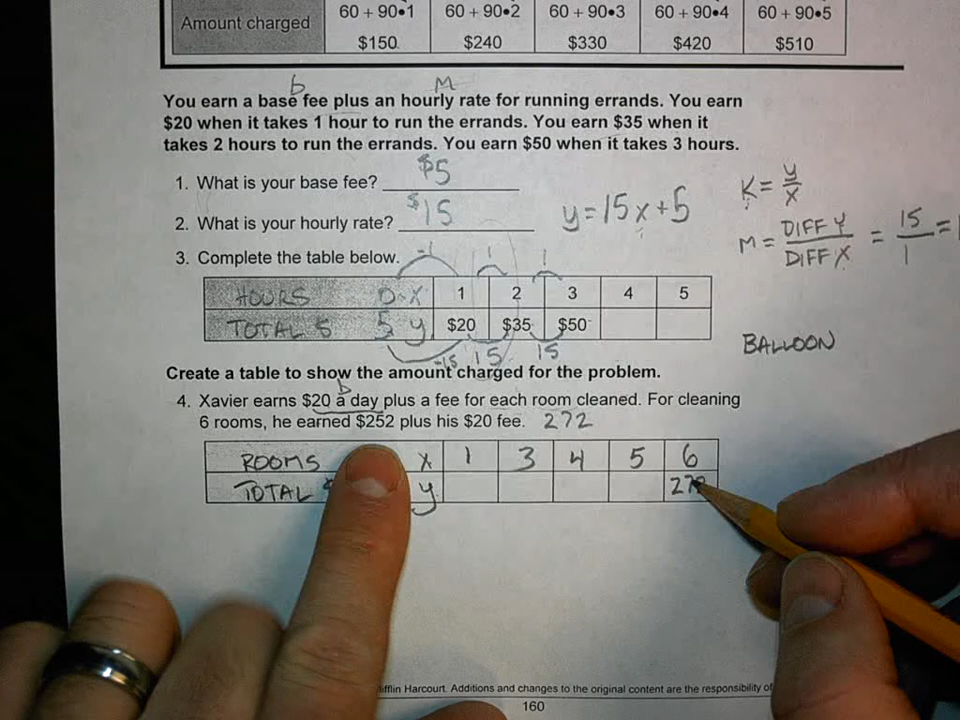 Amount charged 60 + 90•1 60 + 90•2 60 + 90•3 60 + 90•4 60 + 90•5
$150 $240 $330 $420 $510
b M
You earn a base fee plus an hourly rate for running errands. You earn
$20 when it takes 1 hour to run the errands. You earn $35 when it
takes 2 hours to run the errands. You earn $50 when it takes 3 hours.
1. What is your base fee? $5
K = y/x
2. What is your hourly rate? $15 y = 15x + 5
M = DIFF Y / DIFF X = 15/1 =
3. Complete the table below. -1 1 1
HOURS 0 X 1 2 3 4 5
TOTAL $ 5 y $20 $35 $50
-15 15 15
BALLOON
Create a table to show the amount charged for the problem.
b
4. Xavier earns $20 a day plus a fee for each room cleaned. For cleaning
6 rooms, he earned $252 plus his $20 fee. 272
ROOMS X 1 3 4 5 6
TOTAL $ y 27
ifflin Harcourt. Additions and changes to the original content are the responsibility of
160